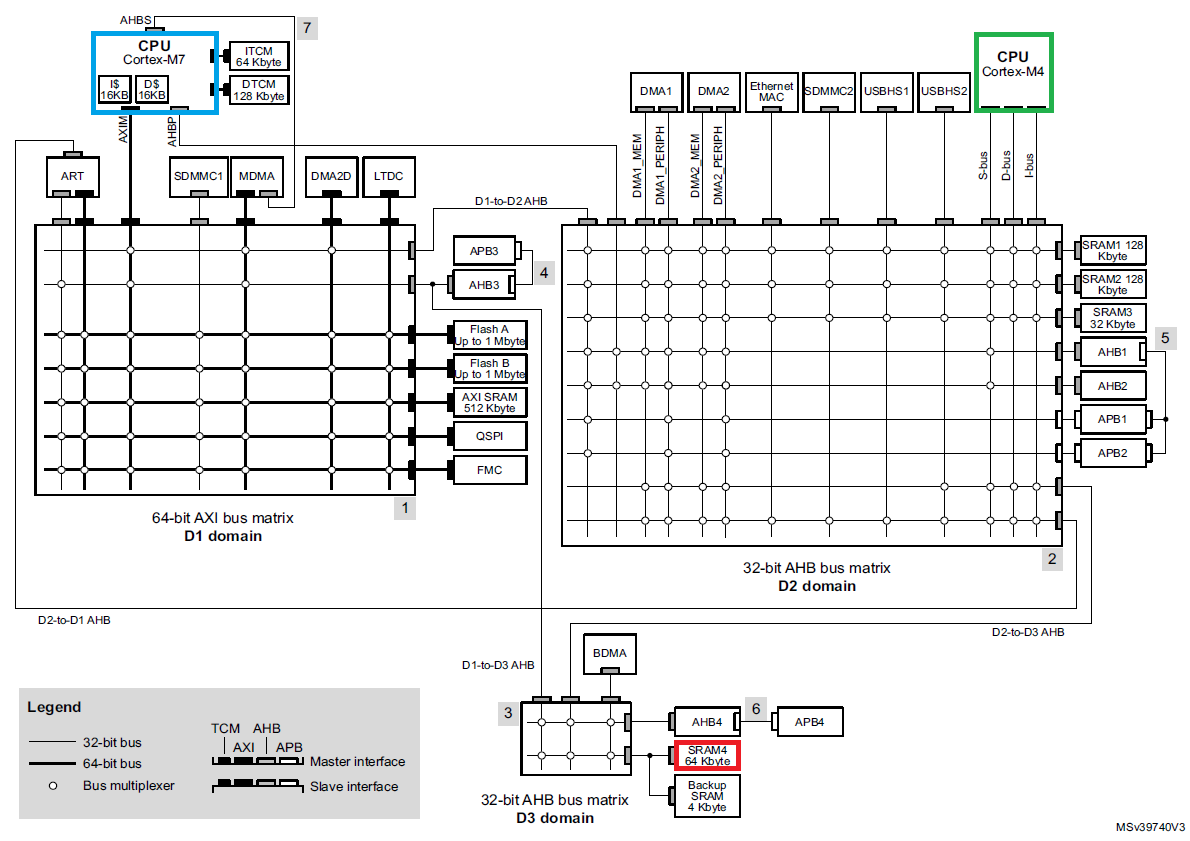 AHBS
7
CPU
Cortex-M7
I$
16KB
D$
16KB
ITCM
64 Kbyte
DTCM
128 Kbyte
AXIM
AHBP
CPU
Cortex-M4
DMA1
DMA2
Ethernet
MAC
SDMMC2
USBHS1
USBHS2
DMA1_MEM
DMA1_PERIPH
DMA2_MEM
DMA2_PERIPH
S-bus
D-bus
I-bus
ART
SDMMC1
MDMA
DMA2D
LTDC
D1-to-D2 AHB
APB3
4
AHB3
Flash A
Up to 1 Mbyte
Flash B
Up to 1 Mbyte
AXI SRAM
512 Kbyte
QSPI
FMC
1
64-bit AXI bus matrix
D1 domain
SRAM1 128
Kbyte
SRAM2 128
Kbyte
SRAM3
32 Kbyte
5
AHB1
AHB2
APB1
APB2
2
32-bit AHB bus matrix
D2 domain
D2-to-D1 AHB
D2-to-D3 AHB
D1-to-D3 AHB
BDMA
3
6
AHB4
APB4
SRAM4
64 Kbyte
Backup
SRAM
4 Kbyte
32-bit AHB bus matrix
D3 domain
Legend
32-bit bus
64-bit bus
Bus multiplexer
TCM AHB
AXI APB
Master interface
Slave interface
MSv39740V3